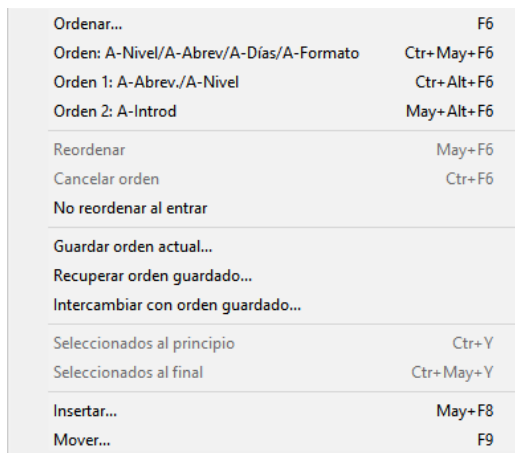 Ordenar... F6
Orden: A-Nivel/A-Abrev/A-Días/A-Formato Ctr+May+F6
Orden 1: A-Abrev./A-Nivel Ctr+Alt+F6
Orden 2: A-Introd May+Alt+F6
Reordenar May+F6
Cancelar orden Ctr+F6
No reordenar al entrar
Guardar orden actual...
Recuperar orden guardado...
Intercambiar con orden guardado...
Seleccionados al principio Ctr+Y
Seleccionados al final Ctr+May+Y
Insertar... May+F8
Mover... F9